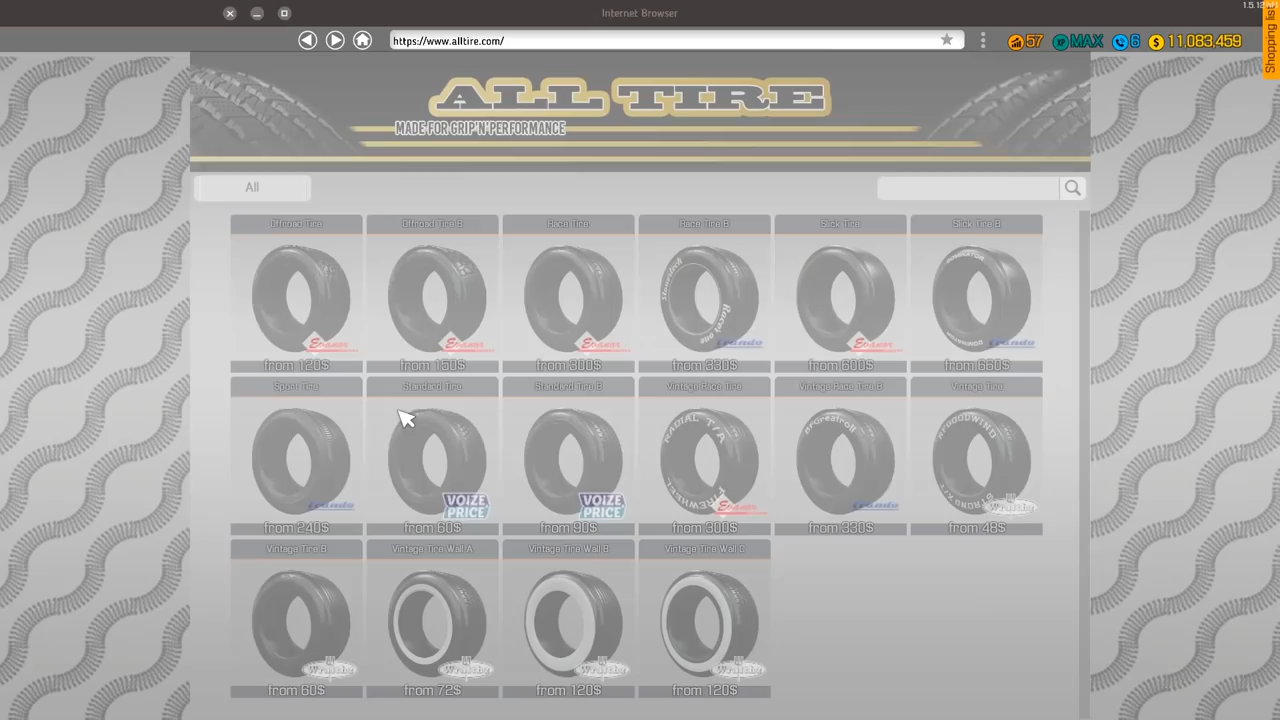 Internet Browser
1.5.12
https://www.alltire.com/
57
XP MAX
6
$ 11,083,459
Shopping list
ALL TIRE
MADE FOR GRIP'N'PERFORMANCE
All
Offroad Tire
Offroad Tire B
Race Tire
Race Tire B
Slick Tire
Slick Tire B
DOMINATOR
from 120$
from 150$
from 300$
from 330$
from 600$
from 660$
Sport Tire
Standard Tire
Standard Tire B
Vintage Race Tire
Vintage Race Tire B
Vintage Tire
RADIAL T/A
VOIZE PRICE
VOIZE PRICE
from 240$
from 60$
from 90$
from 300$
from 330$
from 48$
Vintage Tire B
Vintage Tire Wall A
Vintage Tire Wall B
Vintage Tire Wall C
from 60$
from 72$
from 120$
from 120$